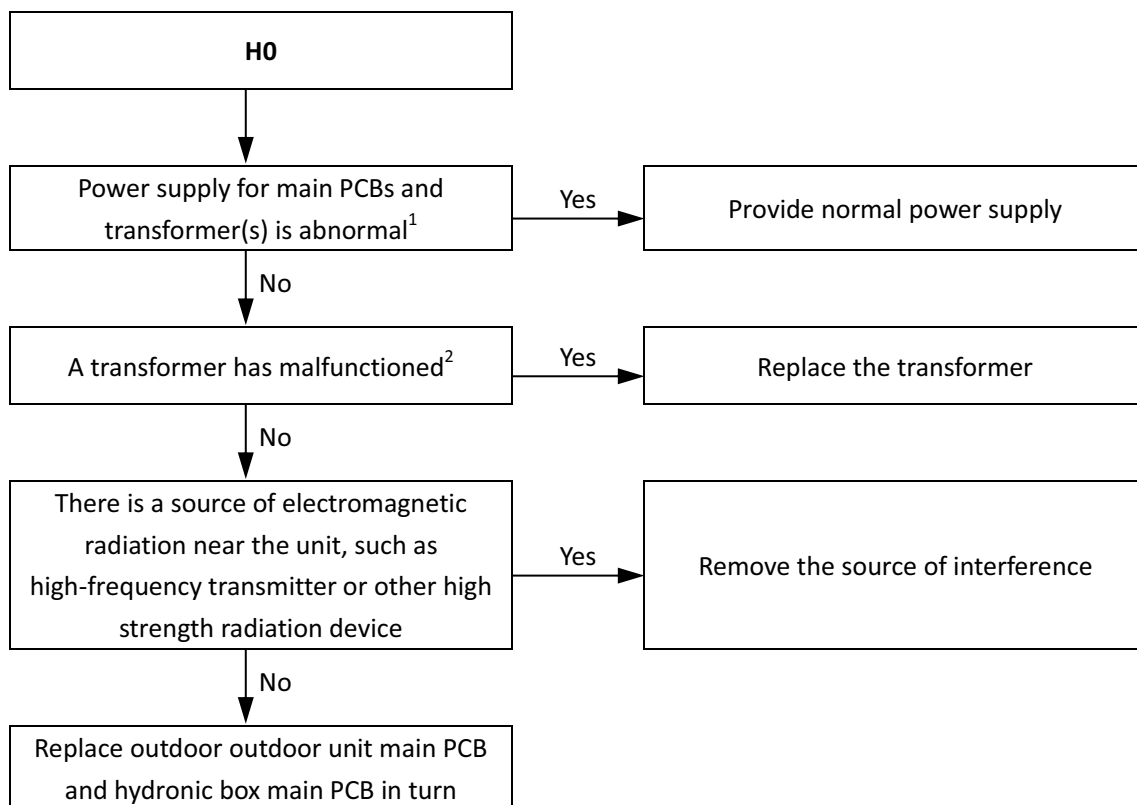 H0
Power supply for main PCBs and
transformer(s) is abnormal1
Yes
Provide normal power supply
No
A transformer has malfunctioned2
Yes
Replace the transformer
No
There is a source of electromagnetic
radiation near the unit, such as
high-frequency transmitter or other high
strength radiation device
Yes
Remove the source of interference
No
Replace outdoor outdoor unit main PCB
and hydronic box main PCB in turn